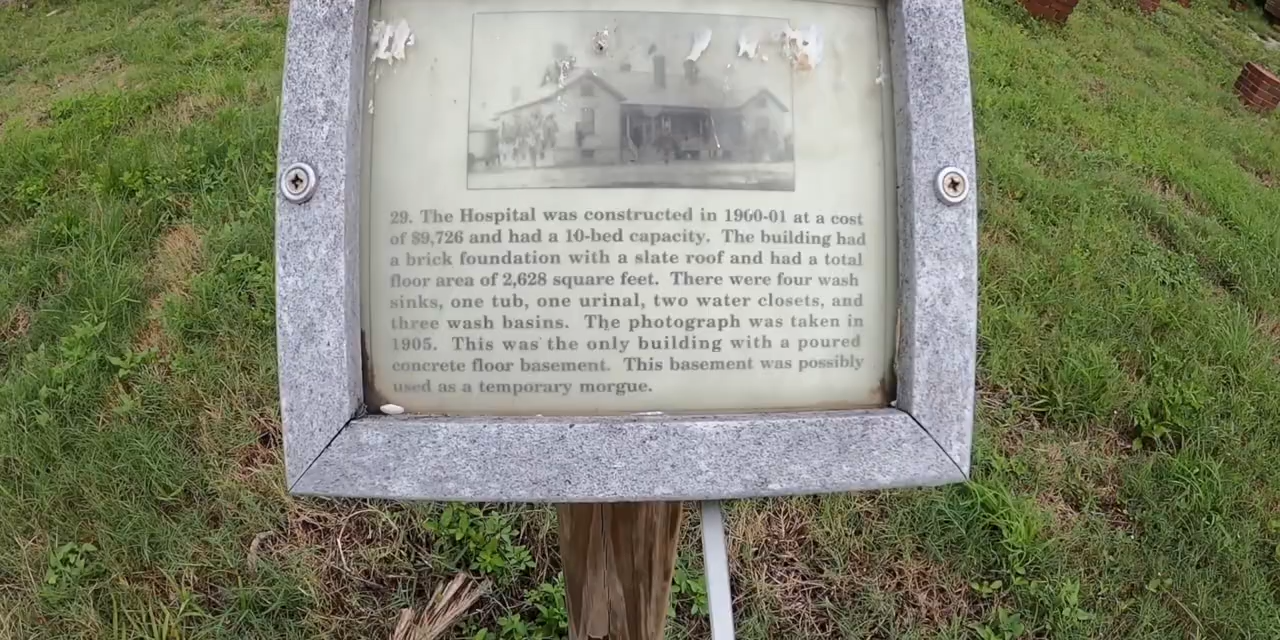 29. The Hospital was constructed in 1960-01 at a cost
of $9,726 and had a 10-bed capacity. The building had
a brick foundation with a slate roof and had a total
floor area of 2,628 square feet. There were four wash
sinks, one tub, one urinal, two water closets, and
three wash basins. The photograph was taken in
1905. This was the only building with a poured
concrete floor basement. This basement was possibly
used as a temporary morgue.